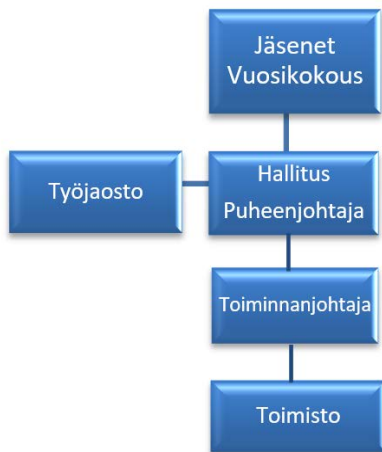 Jäsenet
Vuosikokous
Työjaosto
Hallitus
Puheenjohtaja
Toiminnanjohtaja
Toimisto